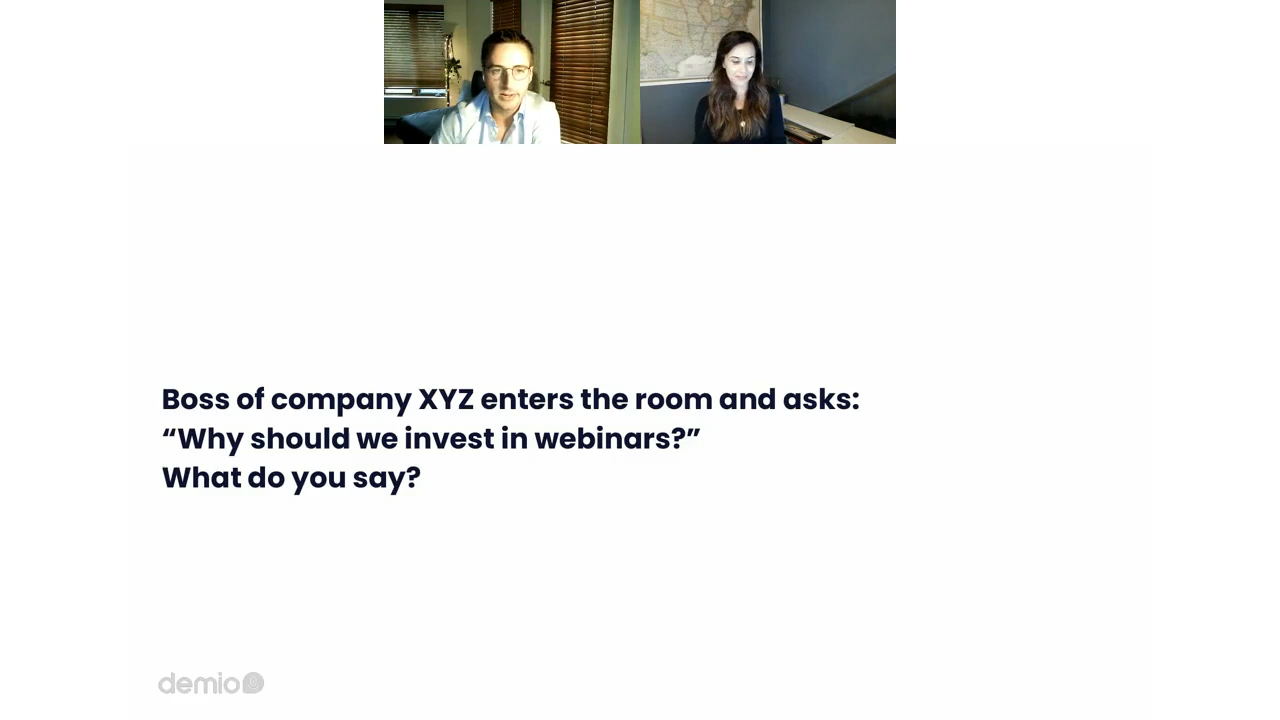 Boss of company XYZ enters the room and asks:
“Why should we invest in webinars?”
What do you say?
demio